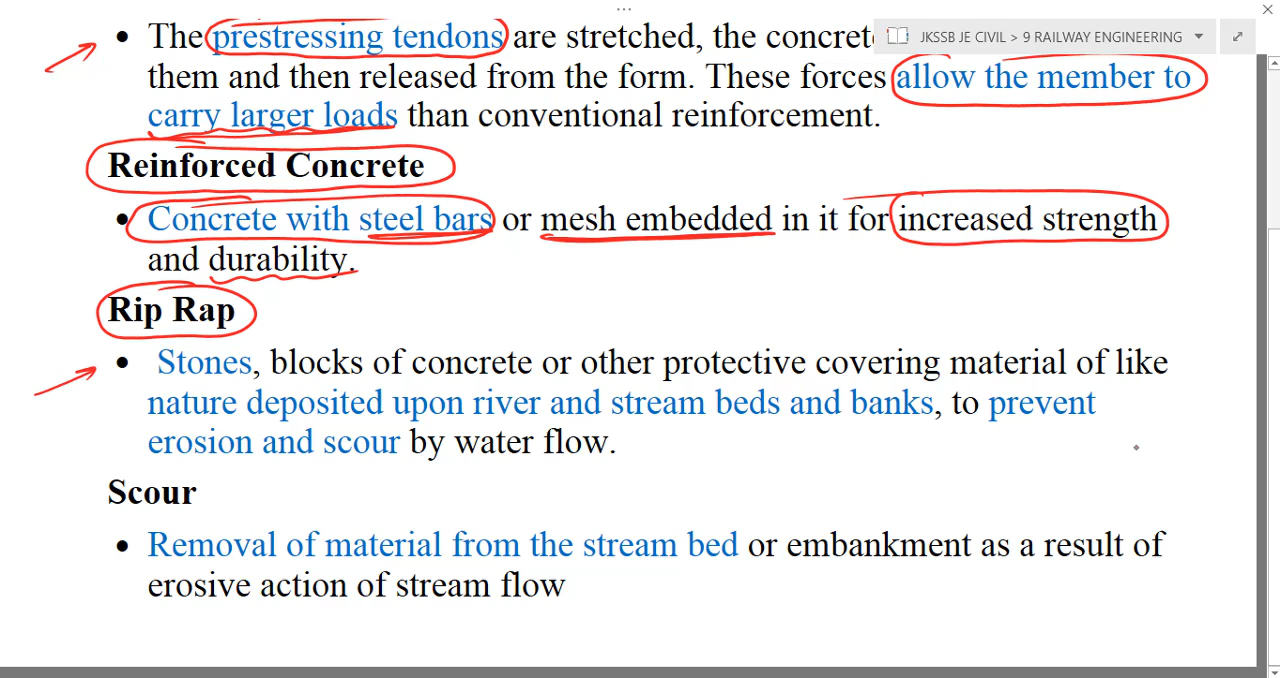 ...
The prestressing tendons are stretched, the concrete
JKSSB JE CIVIL > 9 RAILWAY ENGINEERING
them and then released from the form. These forces allow the member to
carry larger loads than conventional reinforcement.
Reinforced Concrete
• Concrete with steel bars or mesh embedded in it for increased strength
and durability.
Rip Rap
• Stones, blocks of concrete or other protective covering material of like
nature deposited upon river and stream beds and banks, to prevent
erosion and scour by water flow.
Scour
• Removal of material from the stream bed or embankment as a result of
erosive action of stream flow